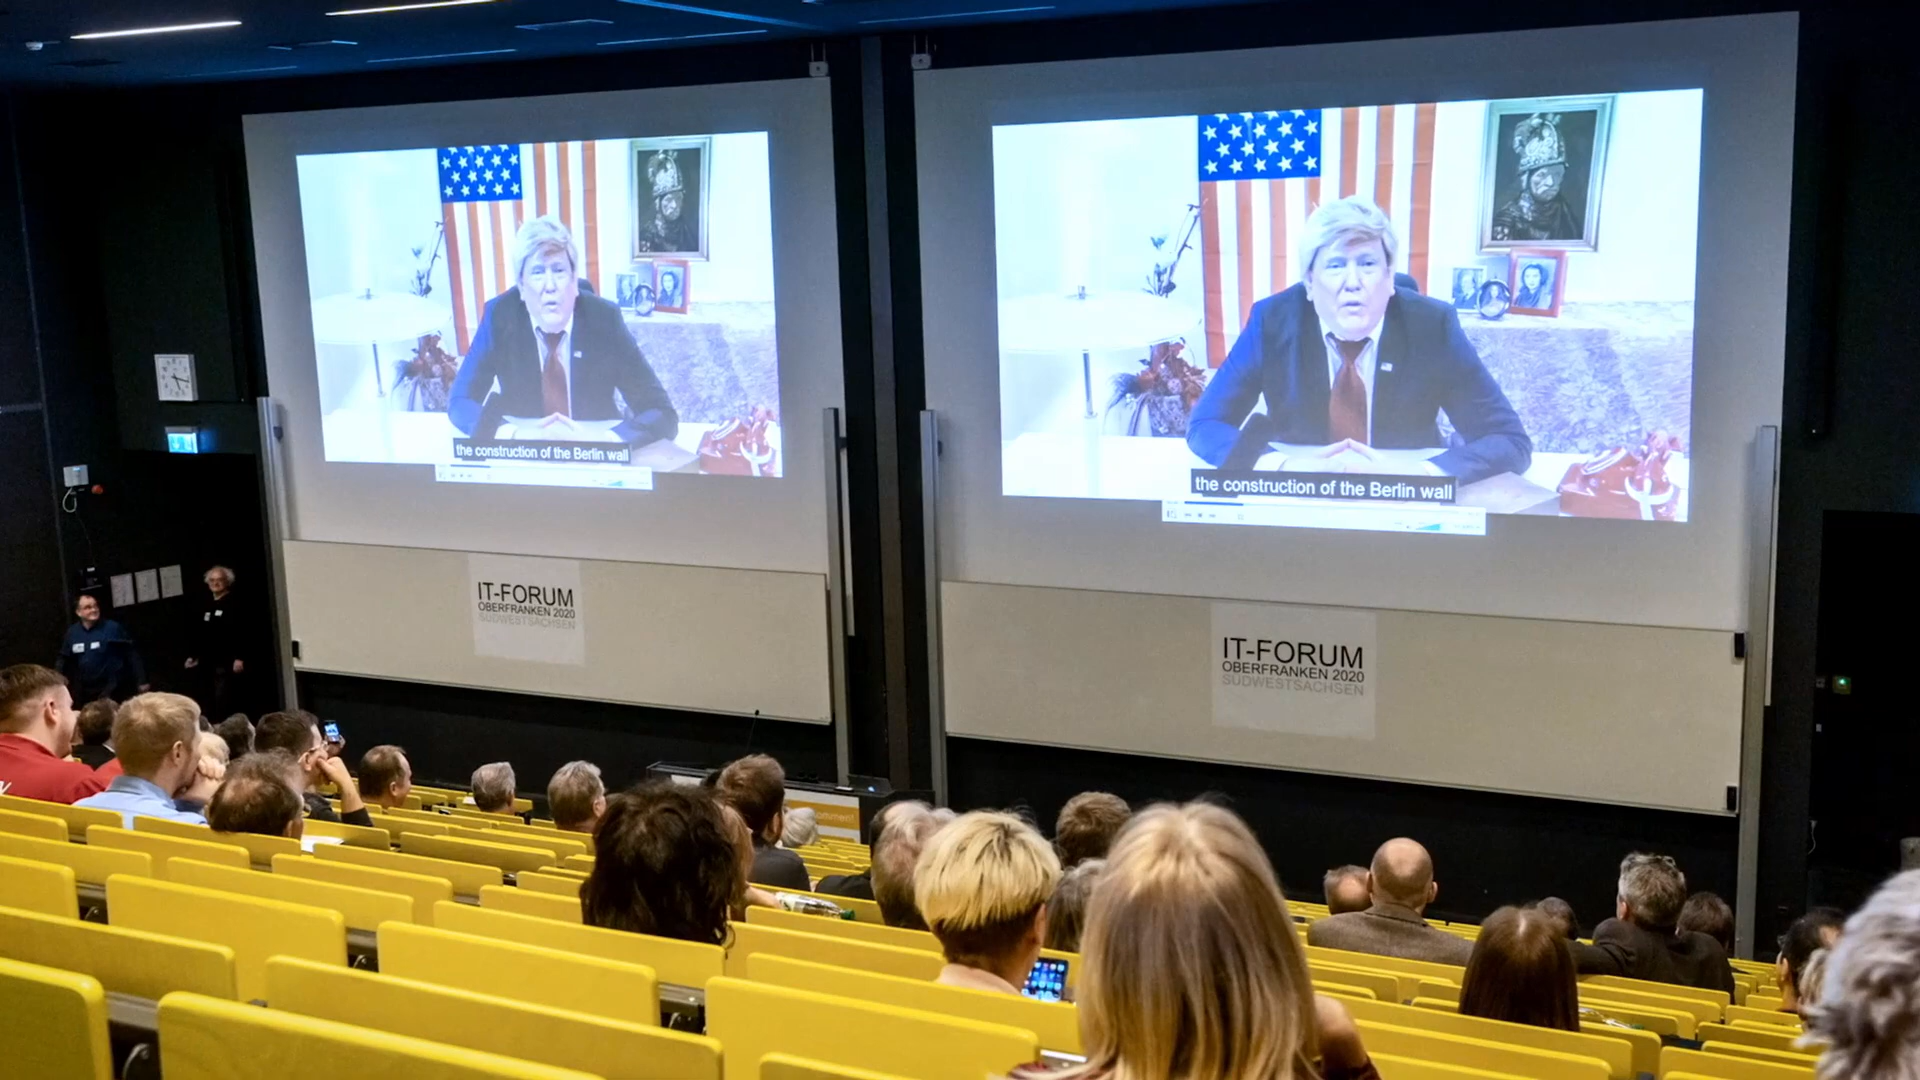 the construction of the Berlin wall
the construction of the Berlin wall
IT-FORUM
OBERFRANKEN 2020
SÜDWESTSACHSEN
IT-FORUM
OBERFRANKEN 2020
SÜDWESTSACHSEN